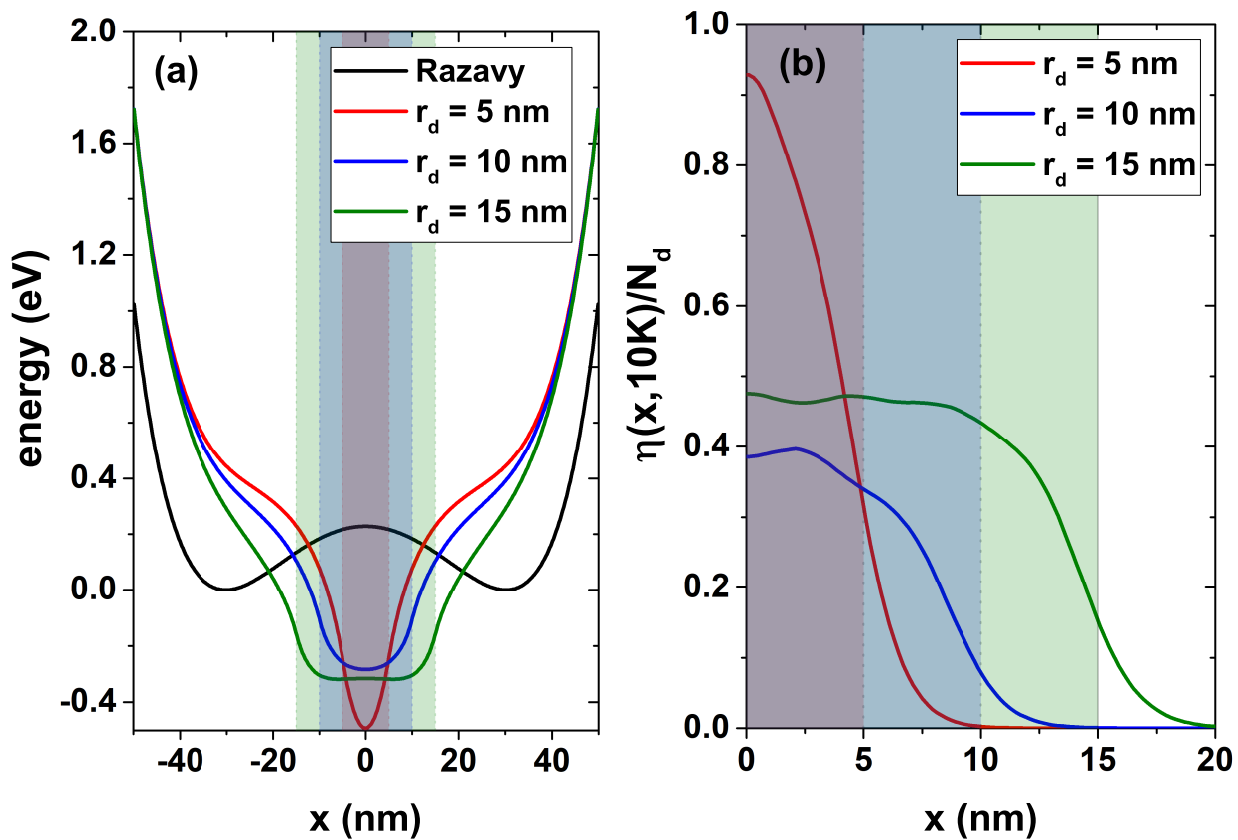 (a)
Razavy
r_d = 5 nm
r_d = 10 nm
r_d = 15 nm
2.0
1.6
1.2
0.8
0.4
0.0
-0.4
energy (eV)
-40 -20 0 20 40
x (nm)
(b)
r_d = 5 nm
r_d = 10 nm
r_d = 15 nm
1.0
0.8
0.6
0.4
0.2
0.0
η(x,10K)/N_d
0 5 10 15 20
x (nm)